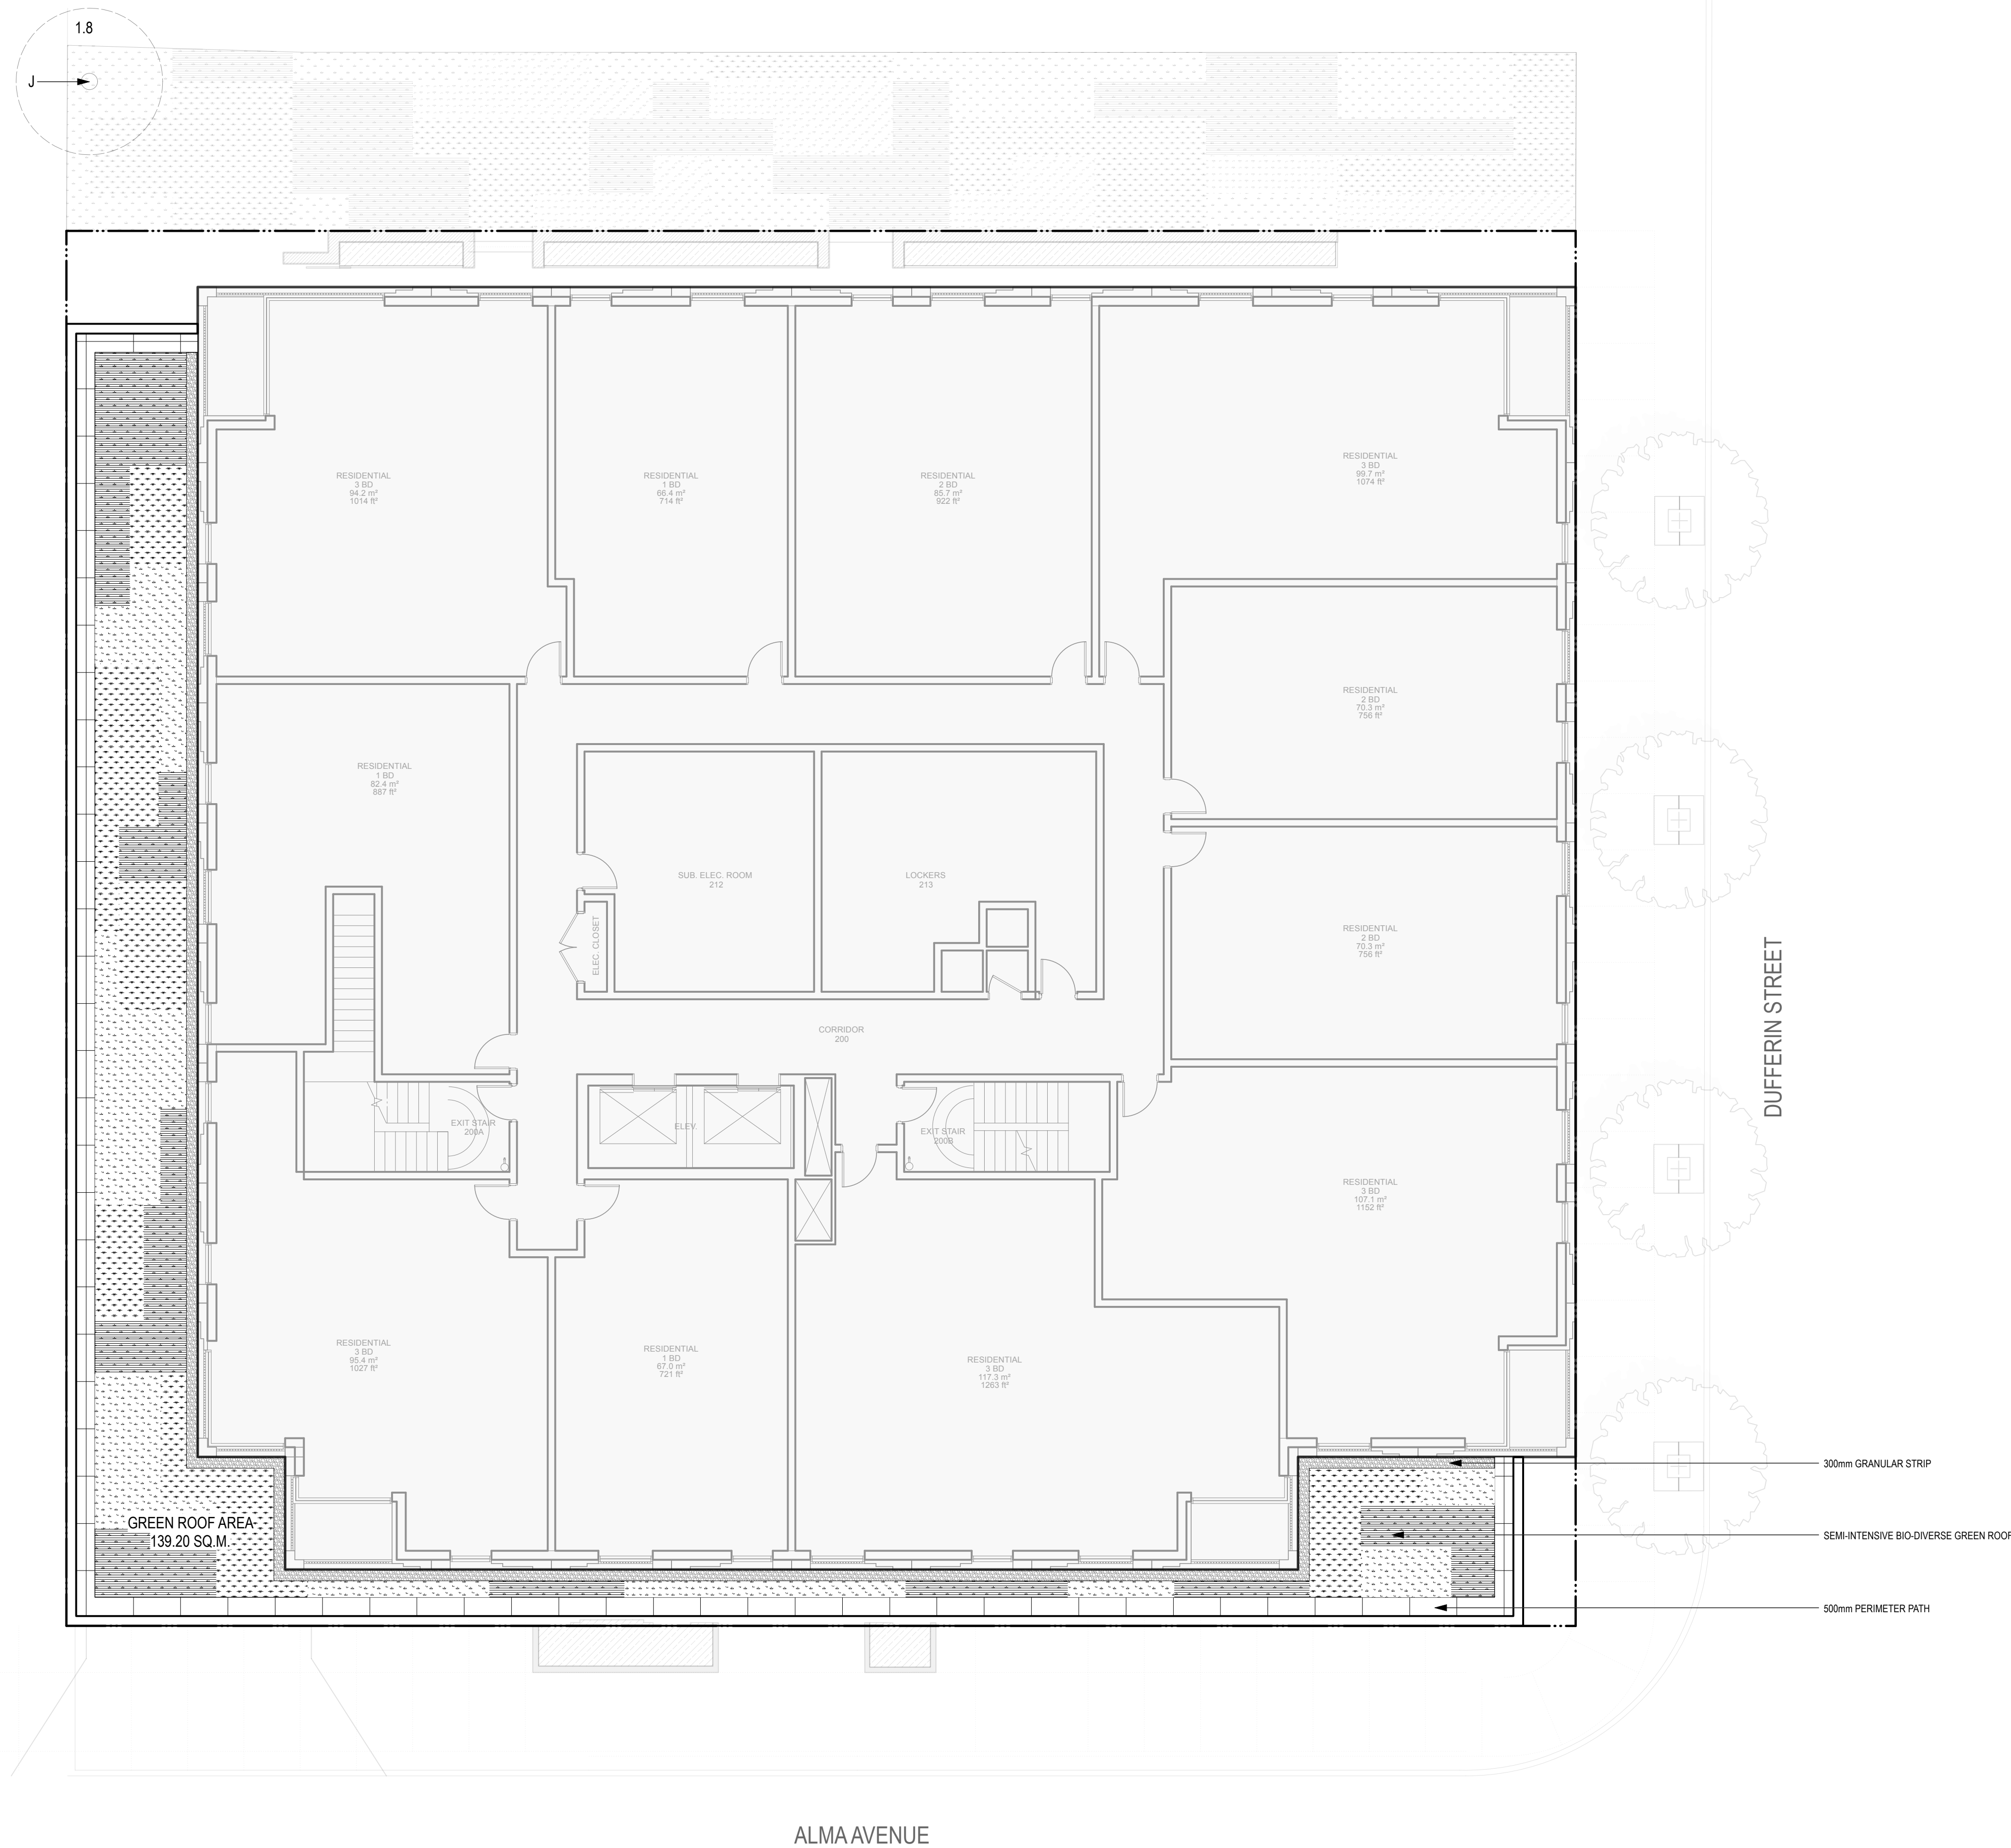 1.8
J
RESIDENTIAL
3 BD
94.2 m²
1014 ft²
RESIDENTIAL
1 BD
66.4 m²
714 ft²
RESIDENTIAL
2 BD
85.7 m²
922 ft²
RESIDENTIAL
3 BD
99.7 m²
1074 ft²
RESIDENTIAL
2 BD
70.3 m²
756 ft²
RESIDENTIAL
1 BD
82.4 m²
887 ft²
SUB. ELEC. ROOM
212
LOCKERS
213
ELEC. CLOSET
RESIDENTIAL
2 BD
70.3 m²
756 ft²
DUFFERIN STREET
CORRIDOR
200
EXIT STAIR
200A
ELEV.
EXIT STAIR
200B
RESIDENTIAL
3 BD
107.1 m²
1152 ft²
RESIDENTIAL
3 BD
95.4 m²
1027 ft²
RESIDENTIAL
1 BD
67.0 m²
721 ft²
RESIDENTIAL
3 BD
117.3 m²
1263 ft²
300mm GRANULAR STRIP
GREEN ROOF AREA
139.20 SQ.M.
SEMI-INTENSIVE BIO-DIVERSE GREEN ROOF
500mm PERIMETER PATH
ALMA AVENUE